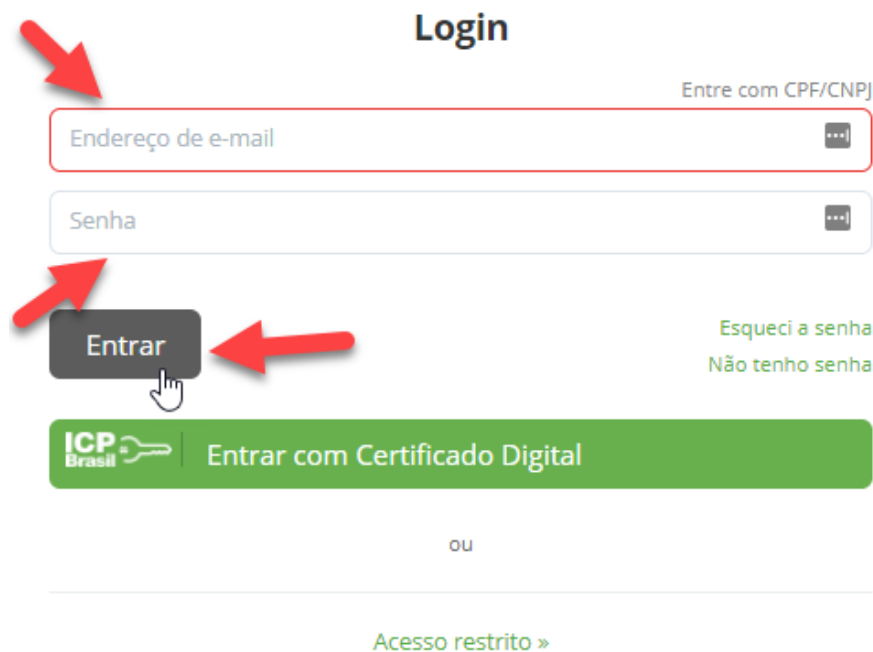 Login
Entre com CPF/CNPJ
Endereço de e-mail
Senha
Entrar
Esqueci a senha
Não tenho senha
ICP
Brasil
Entrar com Certificado Digital
ou
Acesso restrito »